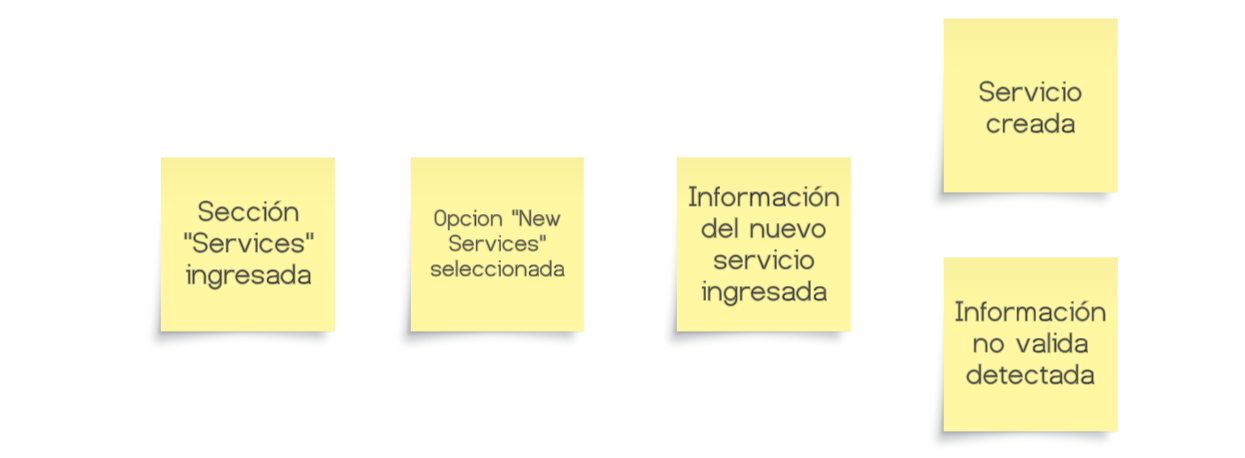 Sección
"Services"
ingresada
Opcion "New
Services"
seleccionada
Información
del nuevo
servicio
ingresada
Servicio
creada
Información
no valida
detectada